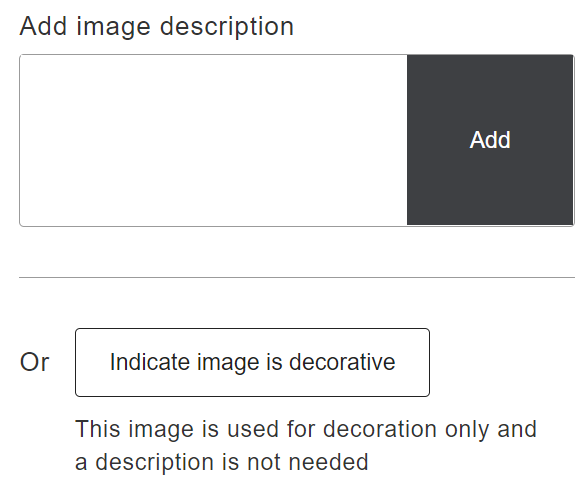 Add image description
Add
Or
Indicate image is decorative
This image is used for decoration only and
a description is not needed